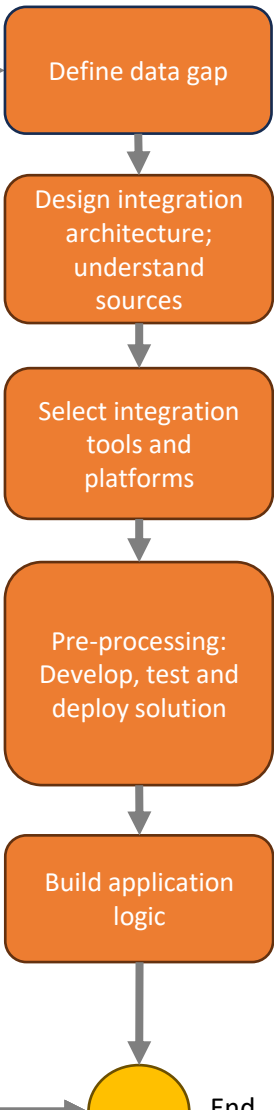 Define data gap
Design integration
architecture;
understand
sources
Select integration
tools and
platforms
Pre-processing:
Develop, test and
deploy solution
Build application
logic
End